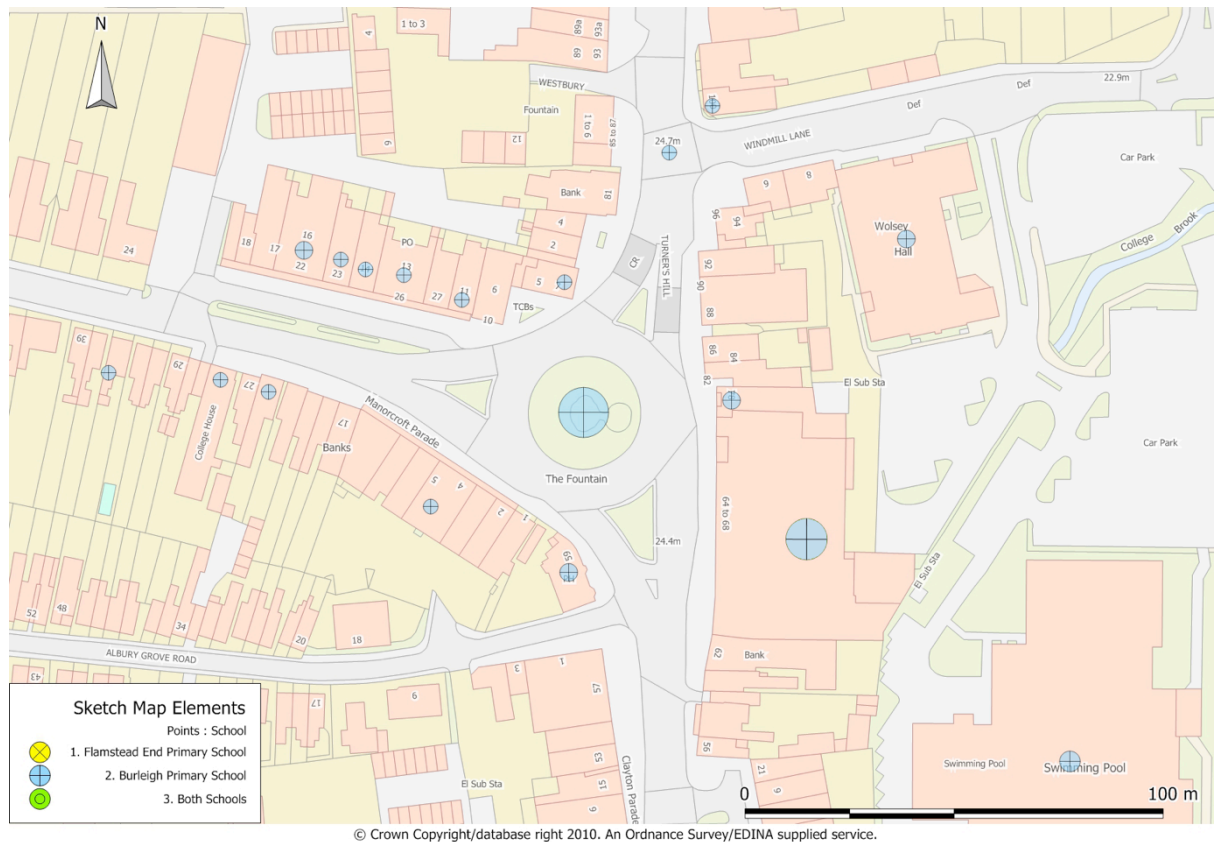 N
4
1 to 3
89a
93a
89
93
WESTBURY
Fountain
1 to 6
85 to 87
12
6
24.7m
WINDMILL LANE
Def
Def
22.9m
Car Park
Bank
81
4
2
5
CR
TURNER'S HILL
96
94
9
8
92
90
88
86
84
82
Wolsey
Hall
College
Brook
24
18
17
16
22
23
PO
13
26
27
11
6
10
TCBs
39
29
27
College House
Manorcroft Parade
17
Banks
5
4
2
1
59
The Fountain
El Sub Sta
Car Park
64 to 68
24.4m
El Sub Sta
52
48
34
20
18
ALBURY GROVE ROAD
43
17
9
3
1
57
53
51
9
62
Bank
56
21
9
El Sub Sta
Clayton Parade
Swimming Pool
Swimming Pool
Sketch Map Elements
Points : School
1. Flamstead End Primary School
2. Burleigh Primary School
3. Both Schools
0
100 m
© Crown Copyright/database right 2010. An Ordnance Survey/EDINA supplied service.